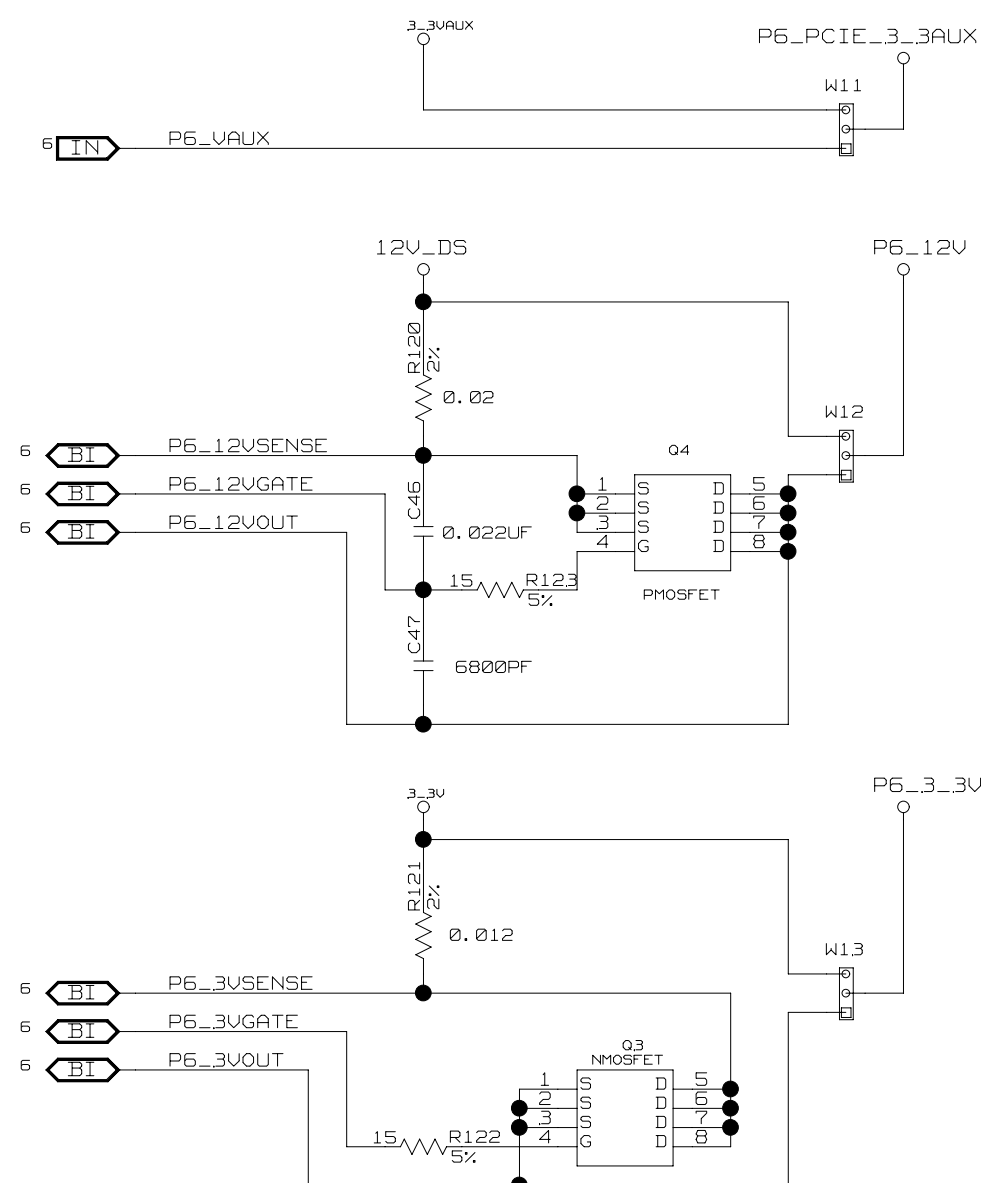 3_3VAUX
P6_PCIE_3_3AUX
W11
6 IN P6_VAUX
12V_DS
P6_12V
R120
2%
0.02
W12
6 BI P6_12VSENSE
Q4
6 BI P6_12VGATE
C46
1 S D 5
2 S D 6
6 BI P6_12VOUT
0.022UF
3 S D 7
4 G D 8
15 R123
5%
PMOSFET
C47
6800PF
3_3V
P6_3_3V
R121
2%
0.012
W13
6 BI P6_3VSENSE
6 BI P6_3VGATE
Q3
NMOSFET
6 BI P6_3VOUT
1 S D 5
2 S D 6
3 S D 7
4 G D 8
15 R122
5%